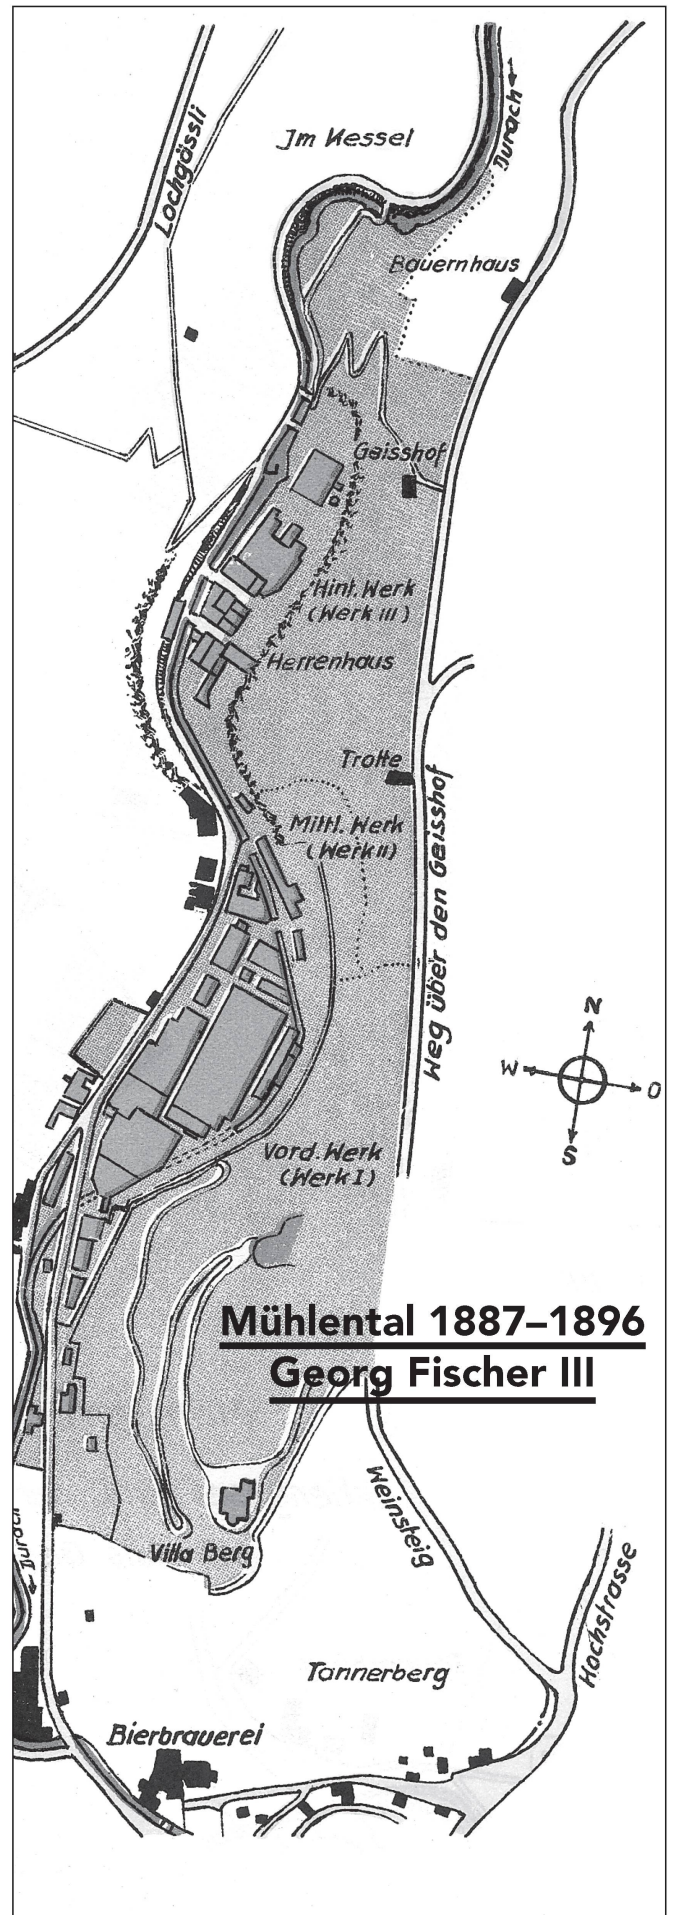 Lochgässli
Im Kessel
Durach
Bauernhaus
Geisshof
Hint. Werk
(Werk III)
Herrenhaus
Trotte
Mittl. Werk
(Werk II)
Weg über den Geisshof
N
W
O
S
Vord. Werk
(Werk I)
Mühlental 1887–1896
Georg Fischer III
Weinsteig
Hochstrasse
Villa Berg
Durach
Tannerberg
Bierbrauerei